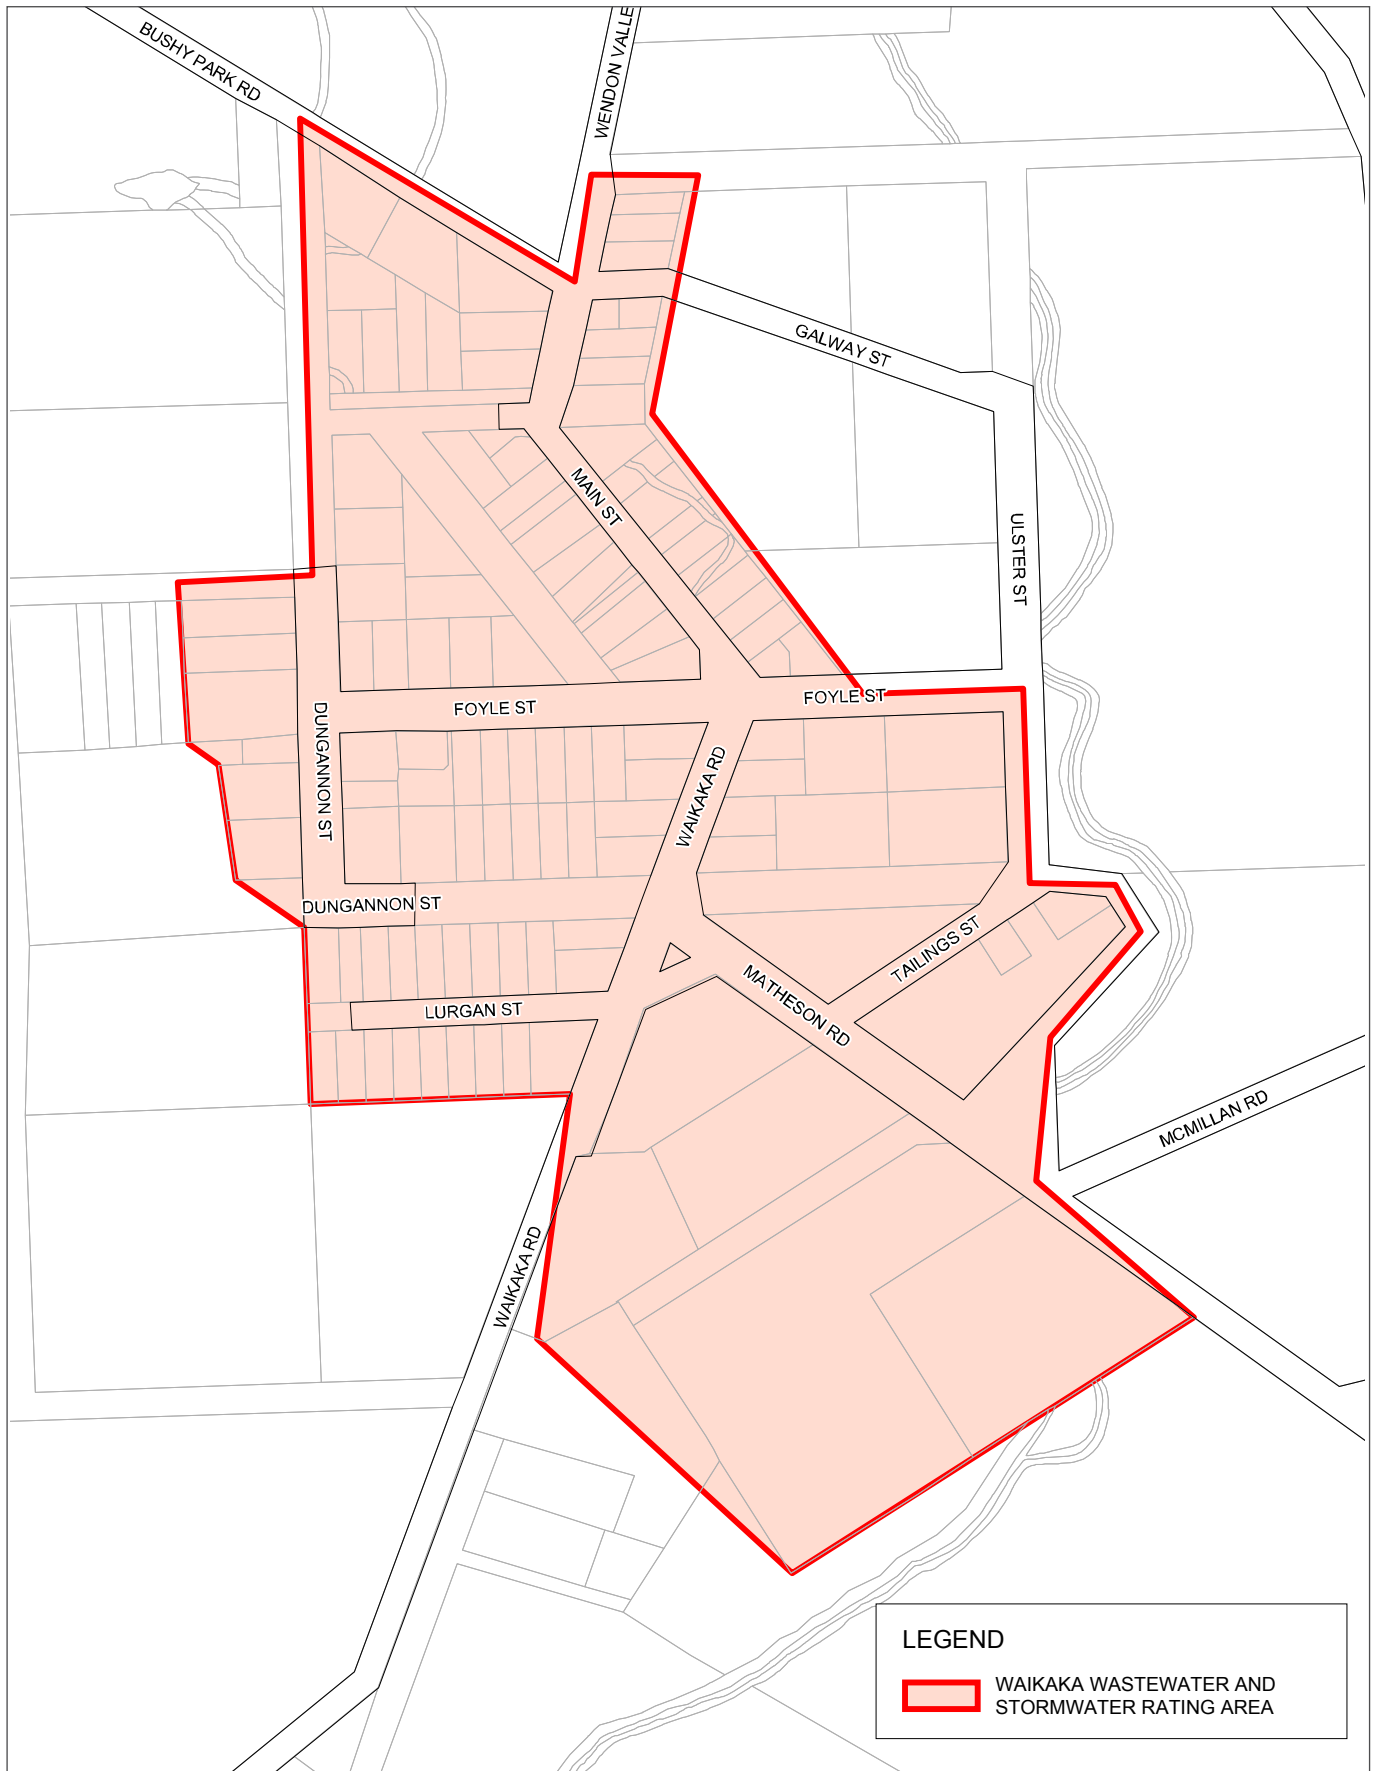 BUSHY PARK RD
WENDON VALLE
GALWAY ST
MAIN ST
ULSTER ST
FOYLE ST
FOYLE ST
DUNGANNON ST
WAIKAKA RD
DUNGANNON ST
TAILINGS ST
MATHESON RD
LURGAN ST
MCMILLAN RD
WAIKAKA RD
LEGEND
WAIKAKA WASTEWATER AND
STORMWATER RATING AREA